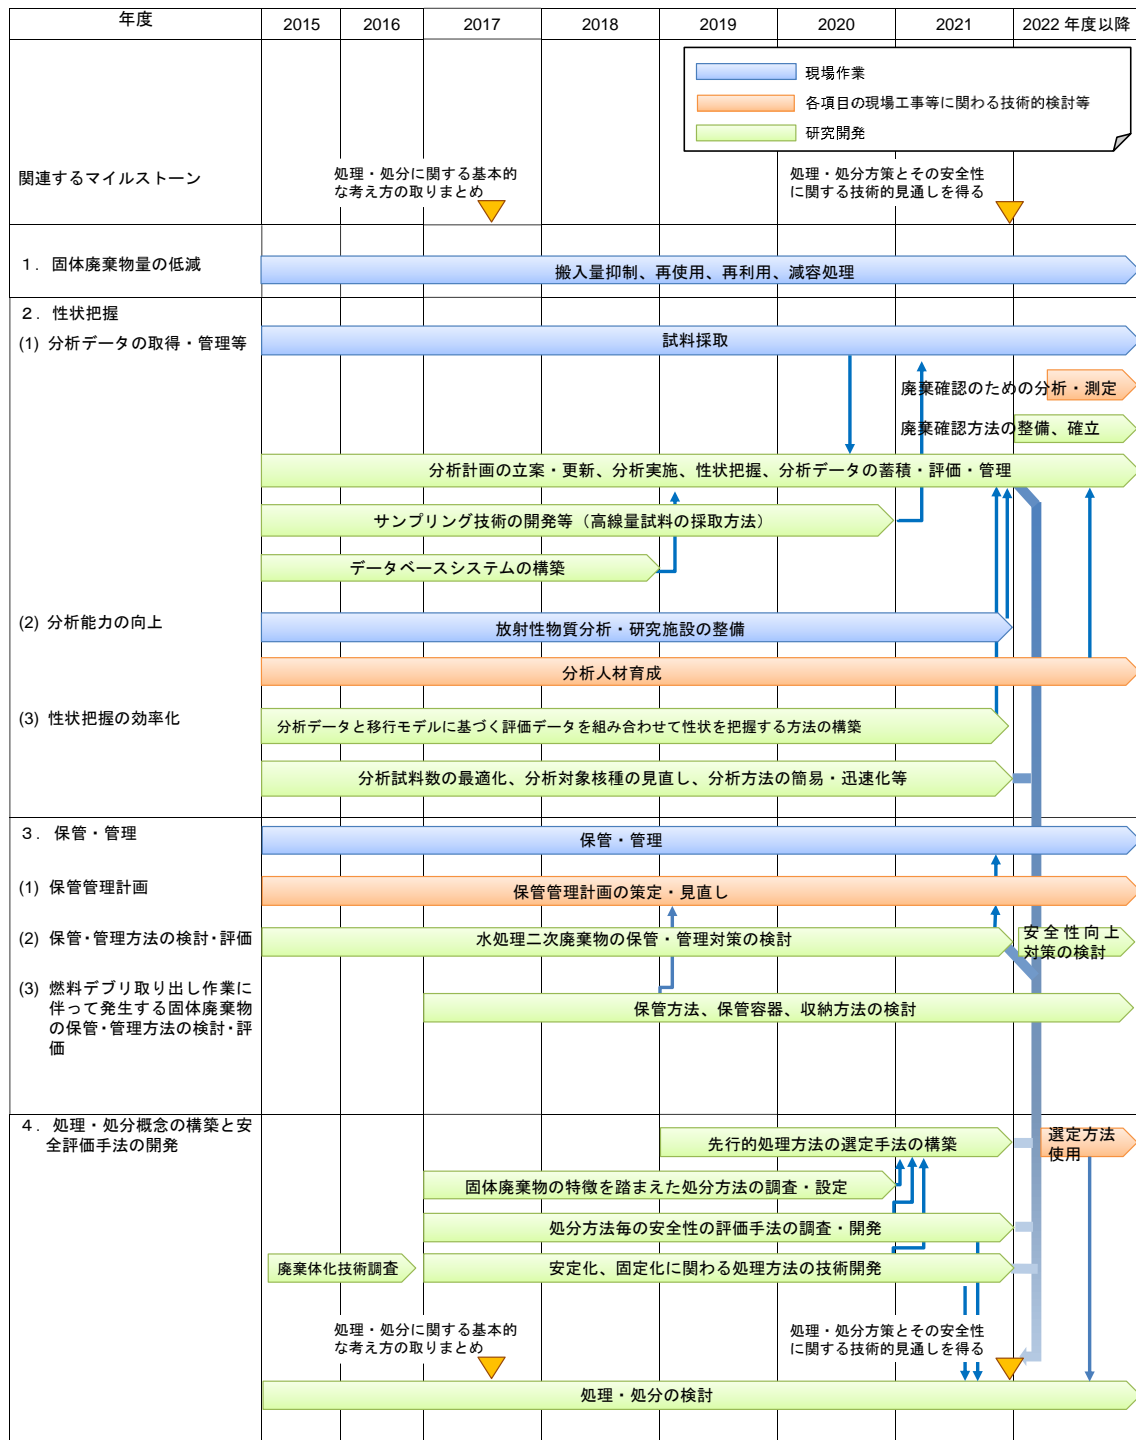 年度
2015
2016
2017
2018
2019
2020
2021
2022 年度以降
現場作業
各項目の現場工事等に関わる技術的検討等
研究開発
関連するマイルストーン
処理・処分に関する基本的
な考え方の取りまとめ
処理・処分方策とその安全性
に関する技術的見通しを得る
1. 固体廃棄物量の低減
搬入量抑制、再使用、再利用、減容処理
2. 性状把握
(1) 分析データの取得・管理等
試料採取
廃棄確認のための分析・測定
廃棄確認方法の整備、確立
分析計画の立案・更新、分析実施、性状把握、分析データの蓄積・評価・管理
サンプリング技術の開発等（高線量試料の採取方法）
データベースシステムの構築
(2) 分析能力の向上
放射性物質分析・研究施設の整備
分析人材育成
(3) 性状把握の効率化
分析データと移行モデルに基づく評価データを組み合わせて性状を把握する方法の構築
分析試料数の最適化、分析対象核種の見直し、分析方法の簡易・迅速化等
3. 保管・管理
保管・管理
(1) 保管管理計画
保管管理計画の策定・見直し
(2) 保管・管理方法の検討・評価
水処理二次廃棄物の保管・管理対策の検討
安全性向上
対策の検討
(3) 燃料デブリ取り出し作業に
伴って発生する固体廃棄物
の保管・管理方法の検討・評
価
保管方法、保管容器、収納方法の検討
4. 処理・処分概念の構築と安
全評価手法の開発
先行的処理方法の選定手法の構築
選定方法
使用
固体廃棄物の特徴を踏まえた処分方法の調査・設定
処分方法毎の安全性の評価手法の調査・開発
廃棄体化技術調査
安定化、固定化に関わる処理方法の技術開発
処理・処分に関する基本的
な考え方の取りまとめ
処理・処分方策とその安全性
に関する技術的見通しを得る
処理・処分の検討